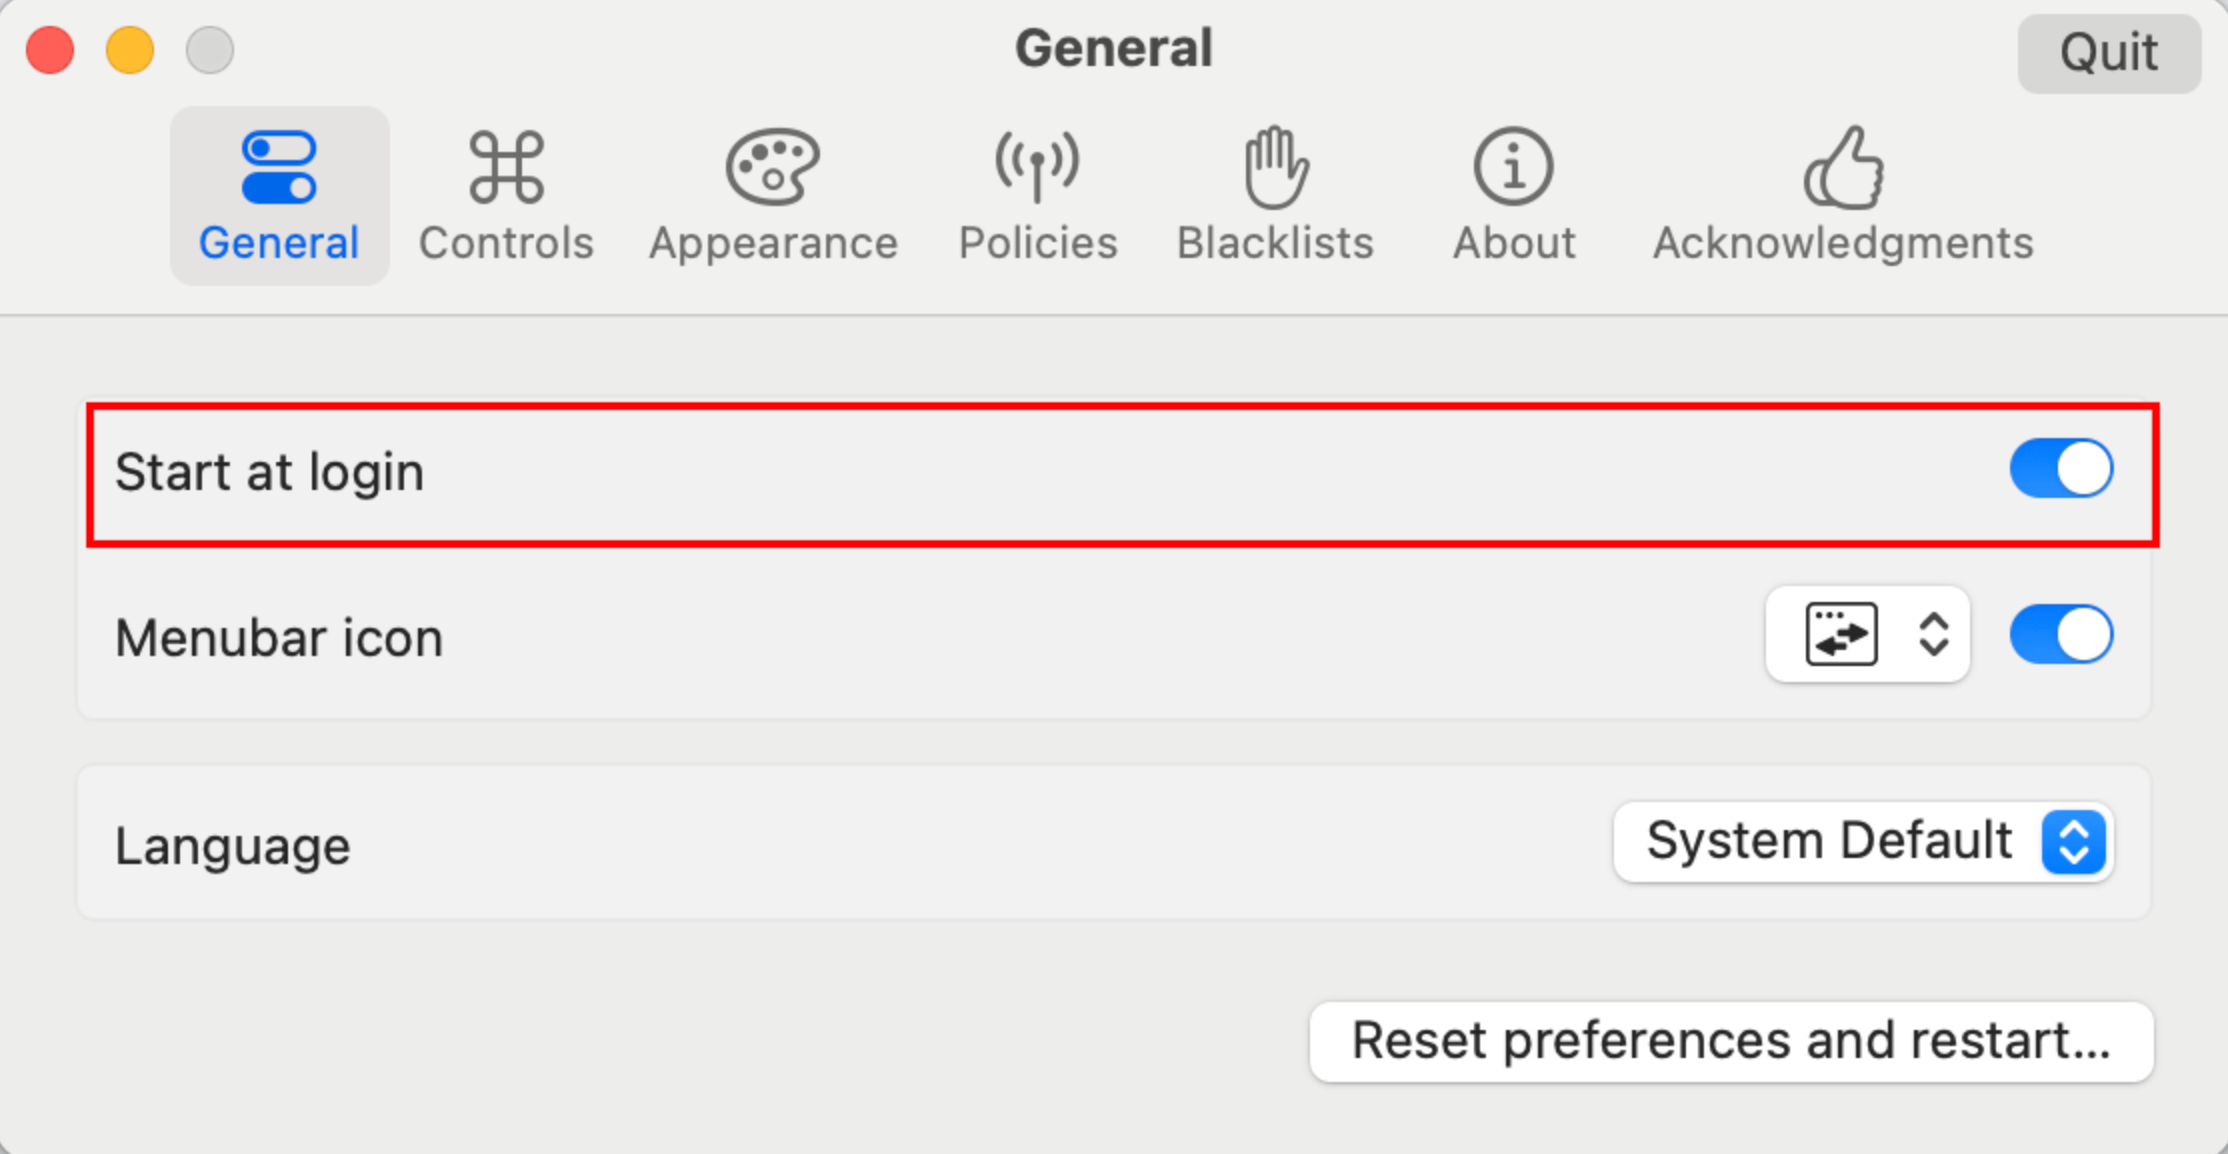 General
Quit
General Controls Appearance Policies Blacklists About Acknowledgments
Start at login
Menubar icon
Language System Default
Reset preferences and restart...